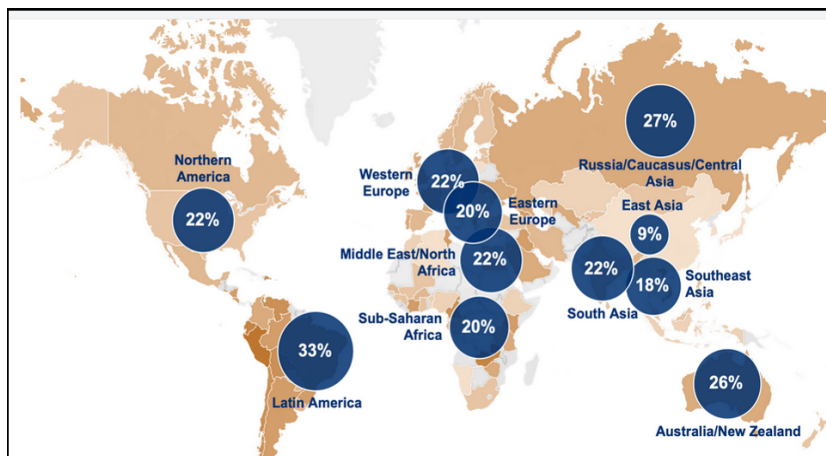 27%
Russia/Caucasus/Central
Asia
Northern
America
22%
Western
Europe
22%
20%
Eastern
Europe
East Asia
9%
Middle East/North
Africa
22%
22%
South Asia
18%
Southeast
Asia
Sub-Saharan
Africa
20%
33%
Latin America
26%
Australia/New Zealand